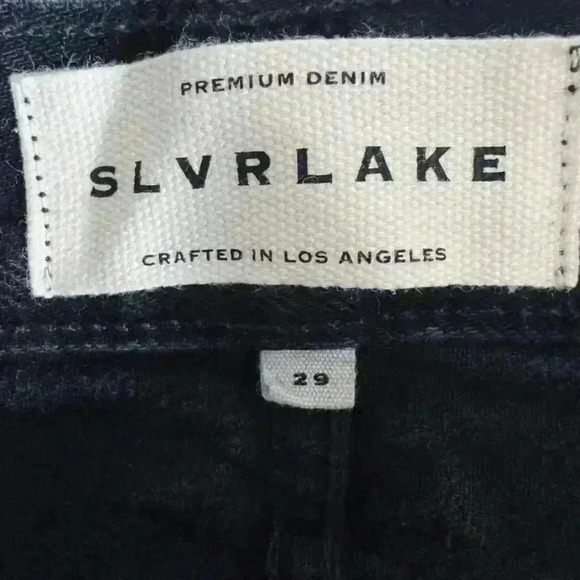 PREMIUM DENIM
SLVRLAKE
CRAFTED IN LOS ANGELES
29